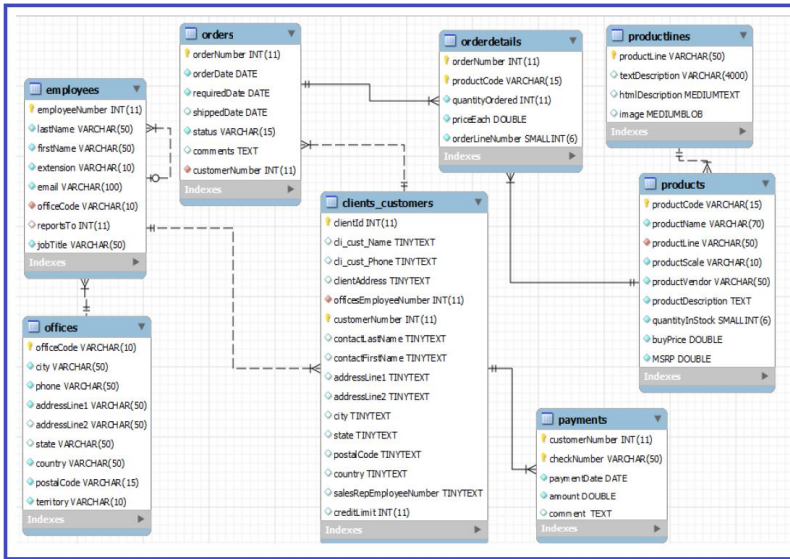 orders
orderNumber INT(11)
orderDate DATE
requiredDate DATE
shippedDate DATE
status VARCHAR(15)
comments TEXT
customerNumber INT(11)
Indexes
orderdetails
orderNumber INT(11)
productCode VARCHAR(15)
quantityOrdered INT(11)
priceEach DOUBLE
orderLineNumber SMALLINT(6)
Indexes
productlines
productLine VARCHAR(50)
textDescription VARCHAR(4000)
htmlDescription MEDIUMTEXT
image MEDIUMBLOB
Indexes
employees
employeeNumber INT(11)
lastName VARCHAR(50)
firstName VARCHAR(50)
extension VARCHAR(10)
email VARCHAR(100)
officeCode VARCHAR(10)
reportsTo INT(11)
jobTitle VARCHAR(50)
Indexes
clients_customers
clientId INT(11)
cli_cust_Name TINYTEXT
cli_cust_Phone TINYTEXT
clientAddress TINYTEXT
officesEmployeeNumber INT(11)
customerNumber INT(11)
contactLastName TINYTEXT
contactFirstName TINYTEXT
addressLine1 TINYTEXT
addressLine2 TINYTEXT
city TINYTEXT
state TINYTEXT
postalCode TINYTEXT
country TINYTEXT
salesRepEmployeeNumber TINYTEXT
creditLimit INT(11)
Indexes
products
productCode VARCHAR(15)
productName VARCHAR(70)
productLine VARCHAR(50)
productScale VARCHAR(10)
productVendor VARCHAR(50)
productDescription TEXT
quantityInStock SMALLINT(6)
buyPrice DOUBLE
MSRP DOUBLE
Indexes
offices
officeCode VARCHAR(10)
city VARCHAR(50)
phone VARCHAR(50)
addressLine1 VARCHAR(50)
addressLine2 VARCHAR(50)
state VARCHAR(50)
country VARCHAR(50)
postalCode VARCHAR(15)
territory VARCHAR(10)
Indexes
payments
customerNumber INT(11)
checkNumber VARCHAR(50)
paymentDate DATE
amount DOUBLE
comment TEXT
Indexes